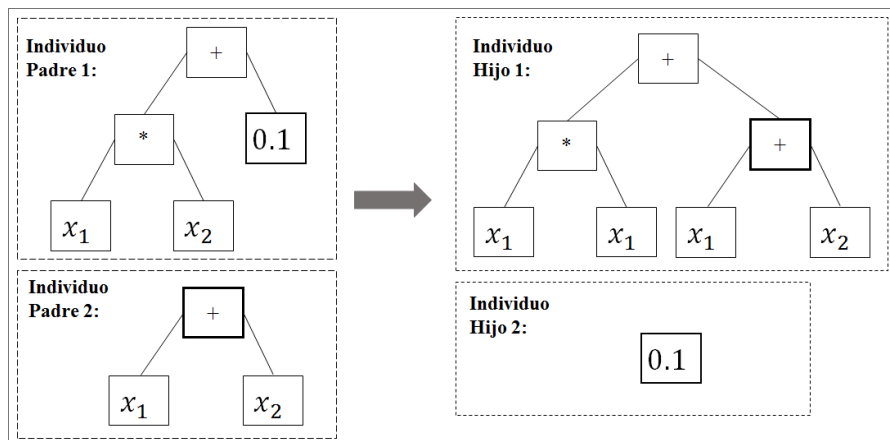 Individuo
Padre 1:
+
*
0.1
x₁
x₂
Individuo
Padre 2:
+
x₁
x₂
Individuo
Hijo 1:
+
*
+
x₁
x₁
x₁
x₂
Individuo
Hijo 2:
0.1